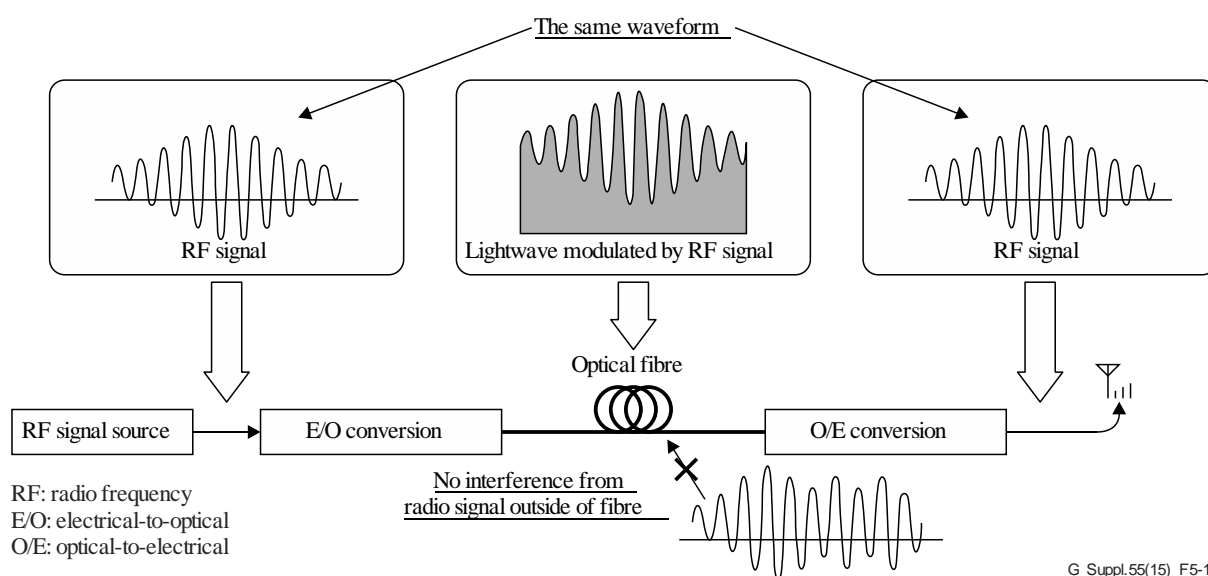 The same waveform
RF signal
Lightwave modulated by RF signal
RF signal
Optical fibre
RF signal source
E/O conversion
O/E conversion
No interference from
radio signal outside of fibre
RF: radio frequency
E/O: electrical-to-optical
O/E: optical-to-electrical
G Suppl.55(15)_F5-1